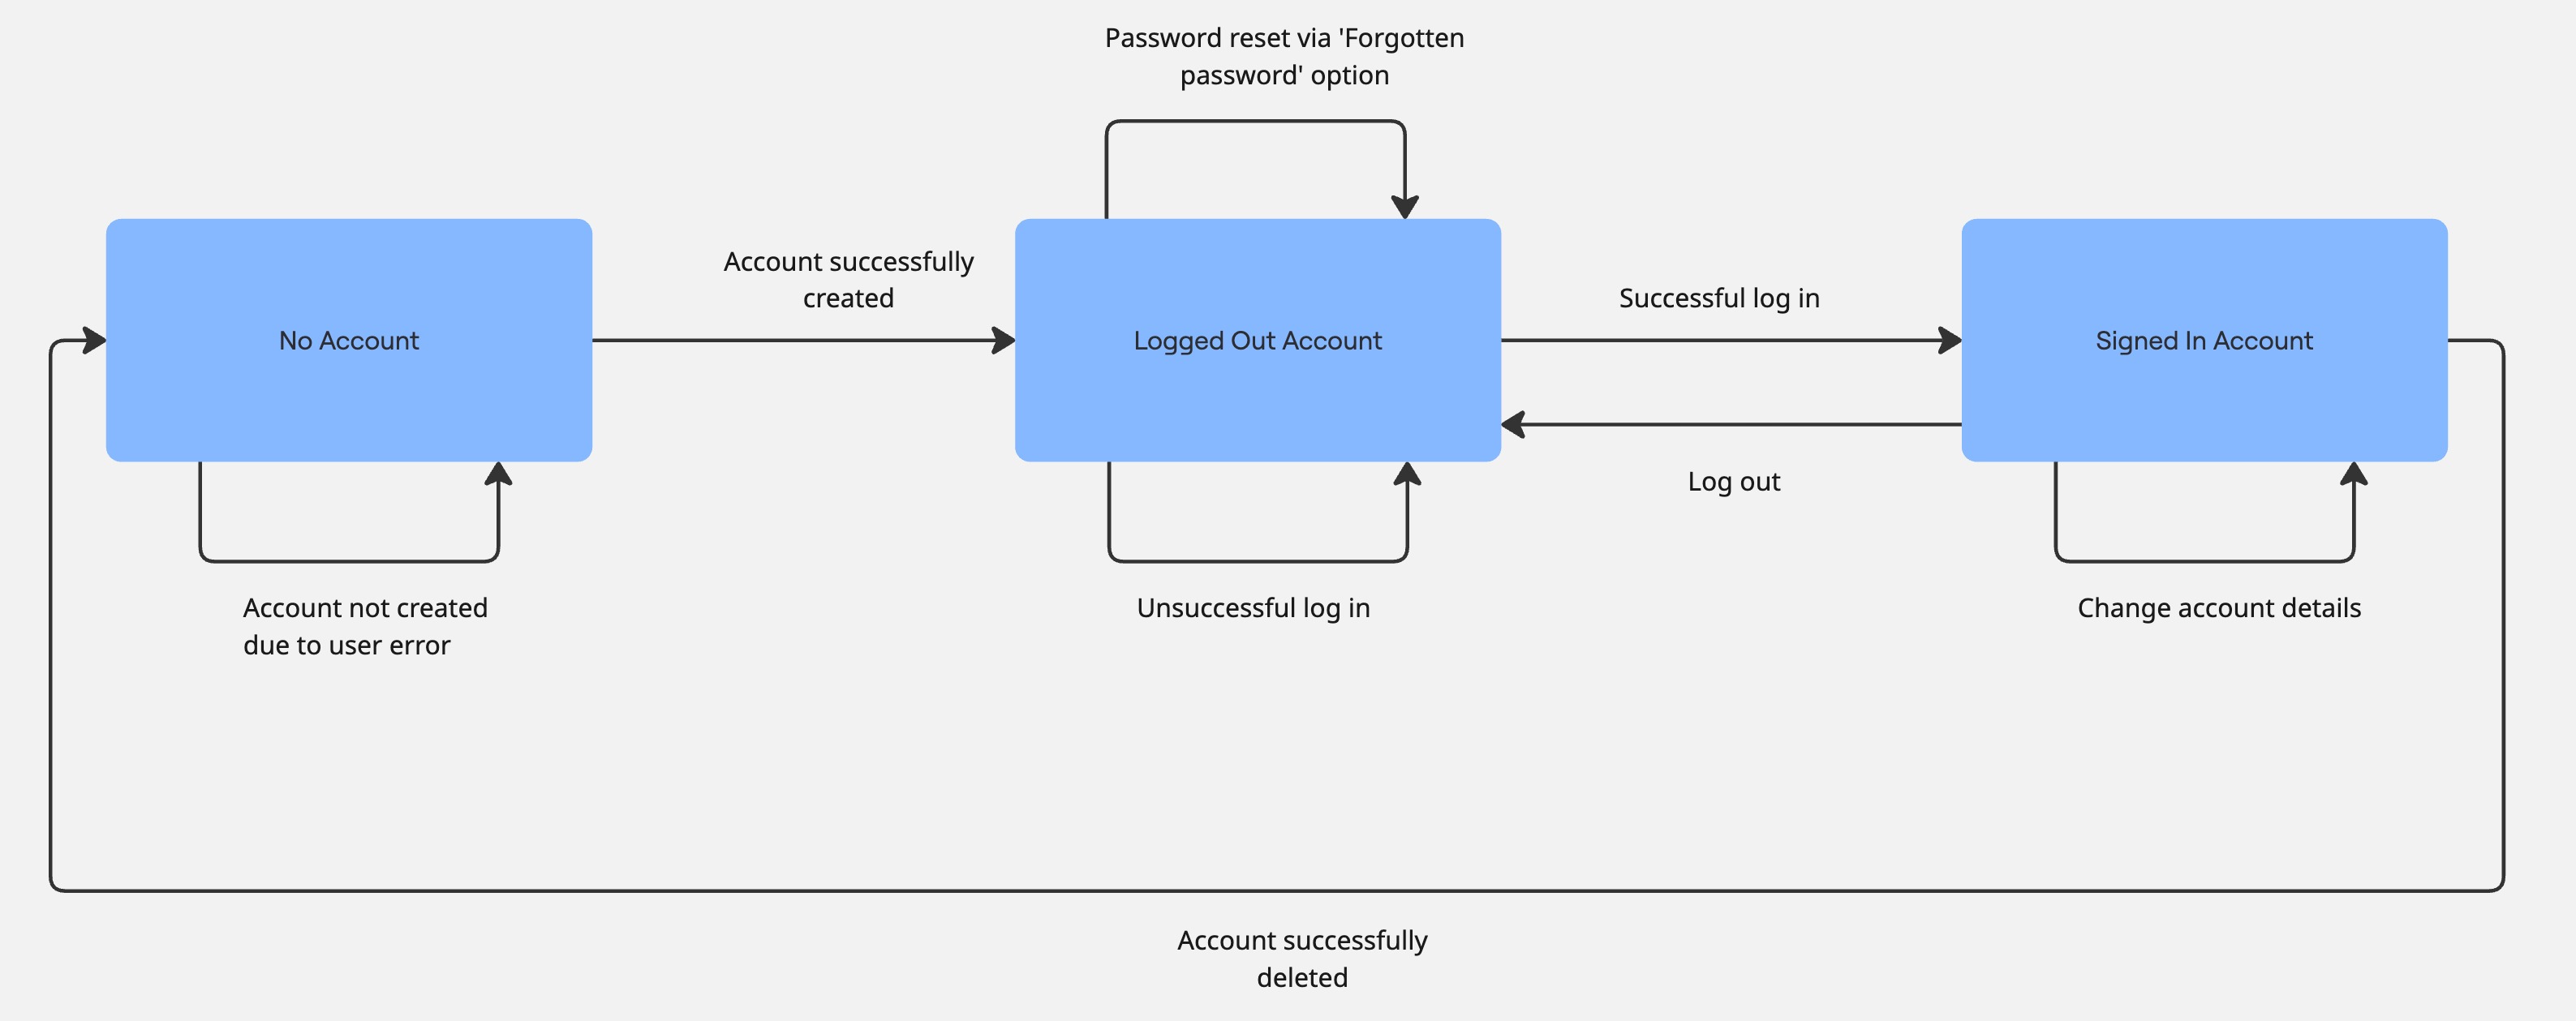 Password reset via 'Forgotten
password' option
Account successfully
created
Successful log in
No Account
Logged Out Account
Signed In Account
Log out
Account not created
due to user error
Unsuccessful log in
Change account details
Account successfully
deleted